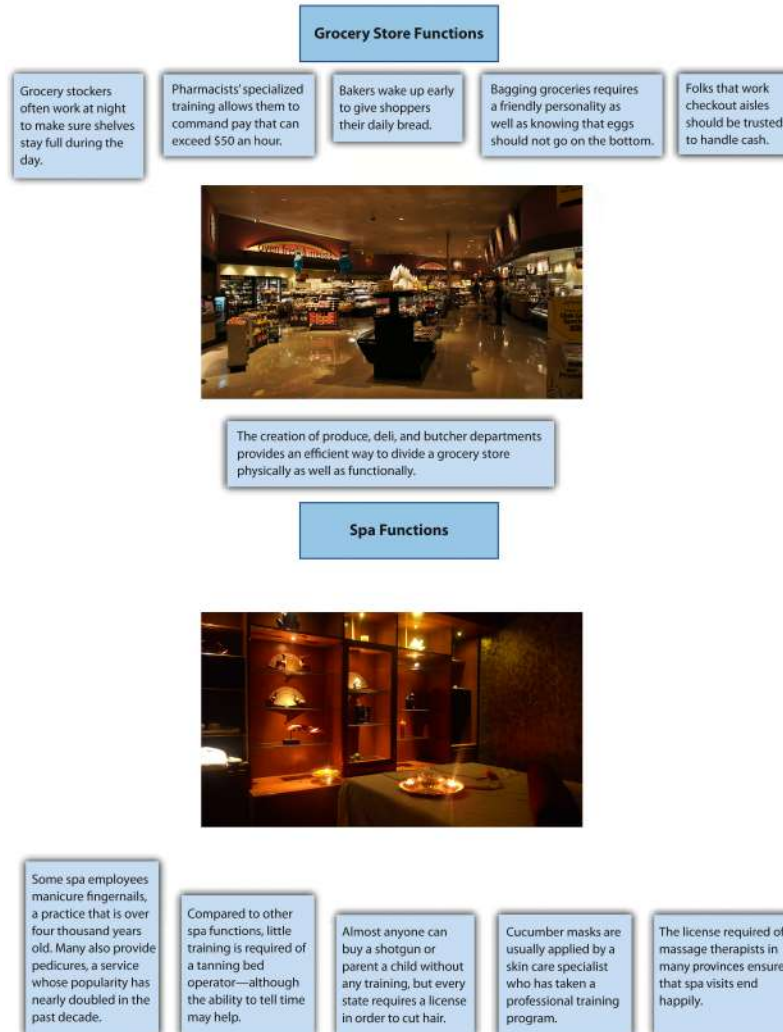 Grocery Store Functions
Grocery stockers
often work at night
to make sure shelves
stay full during the
day.
Pharmacists' specialized
training allows them to
command pay that can
exceed $50 an hour.
Bakers wake up early
to give shoppers
their daily bread.
Bagging groceries requires
a friendly personality as
well as knowing that eggs
should not go on the bottom.
Folks that work
checkout aisles
should be trusted
to handle cash.
The creation of produce, deli, and butcher departments
provides an efficient way to divide a grocery store
physically as well as functionally.
Spa Functions
Some spa employees
manicure fingernails,
a practice that is over
four thousand years
old. Many also provide
pedicures, a service
whose popularity has
nearly doubled in the
past decade.
Compared to other
spa functions, little
training is required of
a tanning bed
operator—although
the ability to tell time
may help.
Almost anyone can
buy a shotgun or
parent a child without
any training, but every
state requires a license
in order to cut hair.
Cucumber masks are
usually applied by a
skin care specialist
who has taken a
professional training
program.
The license required of
massage therapists in
many provinces ensure
that spa visits end
happily.